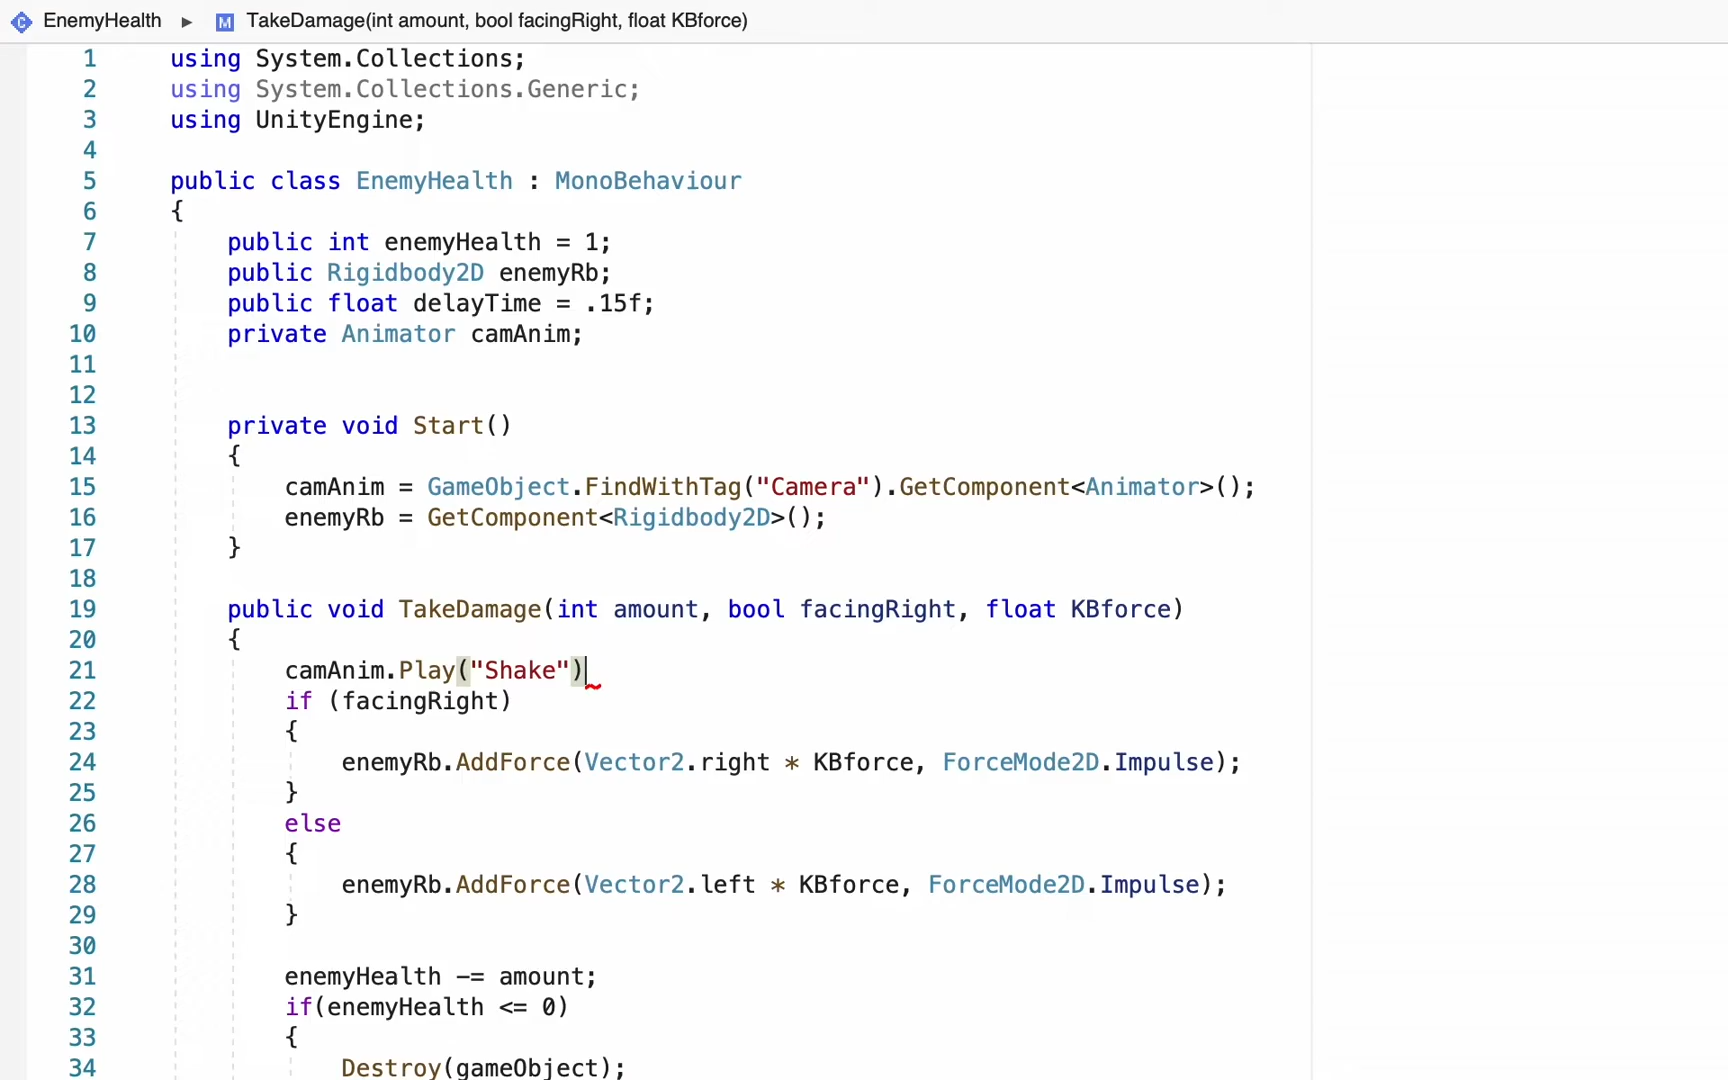 EnemyHealth ▸ M TakeDamage(int amount, bool facingRight, float KBforce)
1 using System.Collections;
2 using System.Collections.Generic;
3 using UnityEngine;
4
5 public class EnemyHealth : MonoBehaviour
6 {
7 public int enemyHealth = 1;
8 public Rigidbody2D enemyRb;
9 public float delayTime = .15f;
10 private Animator camAnim;
11
12
13 private void Start()
14 {
15 camAnim = GameObject.FindWithTag("Camera").GetComponent<Animator>();
16 enemyRb = GetComponent<Rigidbody2D>();
17 }
18
19 public void TakeDamage(int amount, bool facingRight, float KBforce)
20 {
21 camAnim.Play("Shake")
22 if (facingRight)
23 {
24 enemyRb.AddForce(Vector2.right * KBforce, ForceMode2D.Impulse);
25 }
26 else
27 {
28 enemyRb.AddForce(Vector2.left * KBforce, ForceMode2D.Impulse);
29 }
30
31 enemyHealth -= amount;
32 if(enemyHealth <= 0)
33 {
34 Destroy(gameObject);